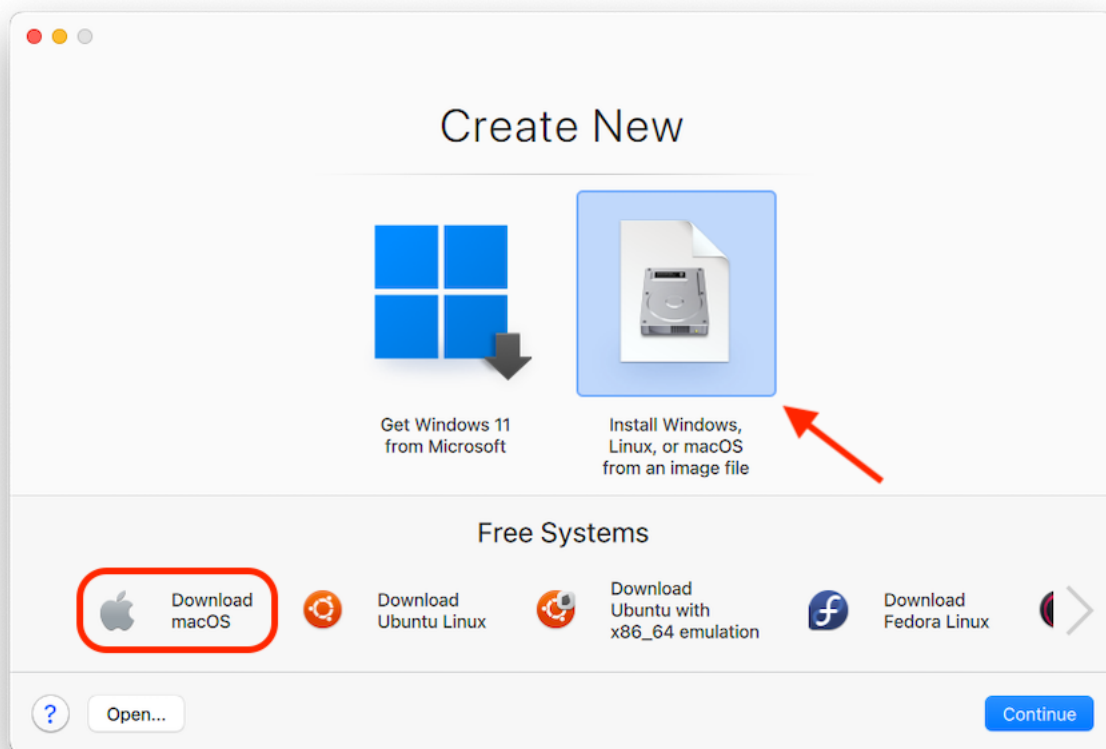 Create New
Get Windows 11
from Microsoft
Install Windows,
Linux, or macOS
from an image file
Free Systems
Download
macOS
Download
Ubuntu Linux
Download
Ubuntu with
x86_64 emulation
Download
Fedora Linux
?
Open...
Continue